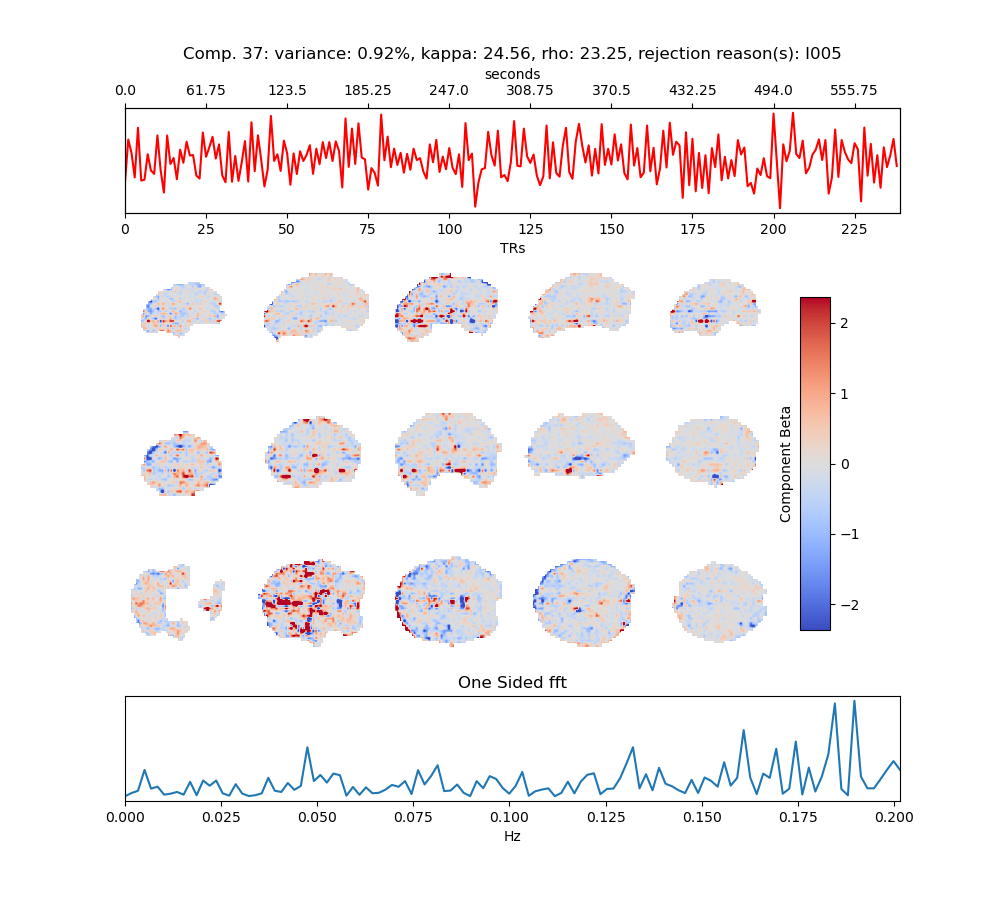 Comp. 37: variance: 0.92%, kappa: 24.56, rho: 23.25, rejection reason(s): I005
seconds
0.0 61.75 123.5 185.25 247.0 308.75 370.5 432.25 494.0 555.75
0 25 50 75 100 125 150 175 200 225
TRs
2
1
0
−1
−2
Component Beta
One Sided fft
0.000 0.025 0.050 0.075 0.100 0.125 0.150 0.175 0.200
Hz